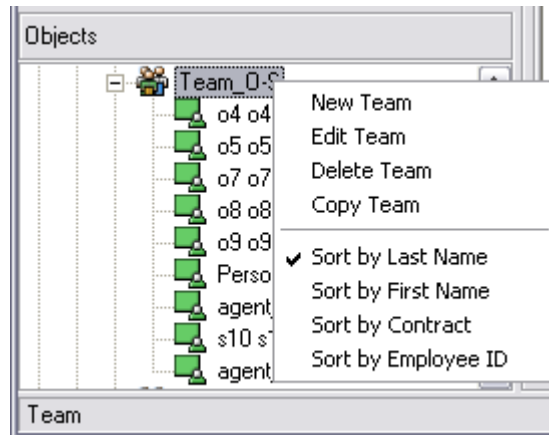 Objects
Team_O-S
o4 o4
o5 o5
o7 o7
o8 o8
o9 o9
Perso
agent_
s10 s
agent_
New Team
Edit Team
Delete Team
Copy Team
Sort by Last Name
Sort by First Name
Sort by Contract
Sort by Employee ID
Team